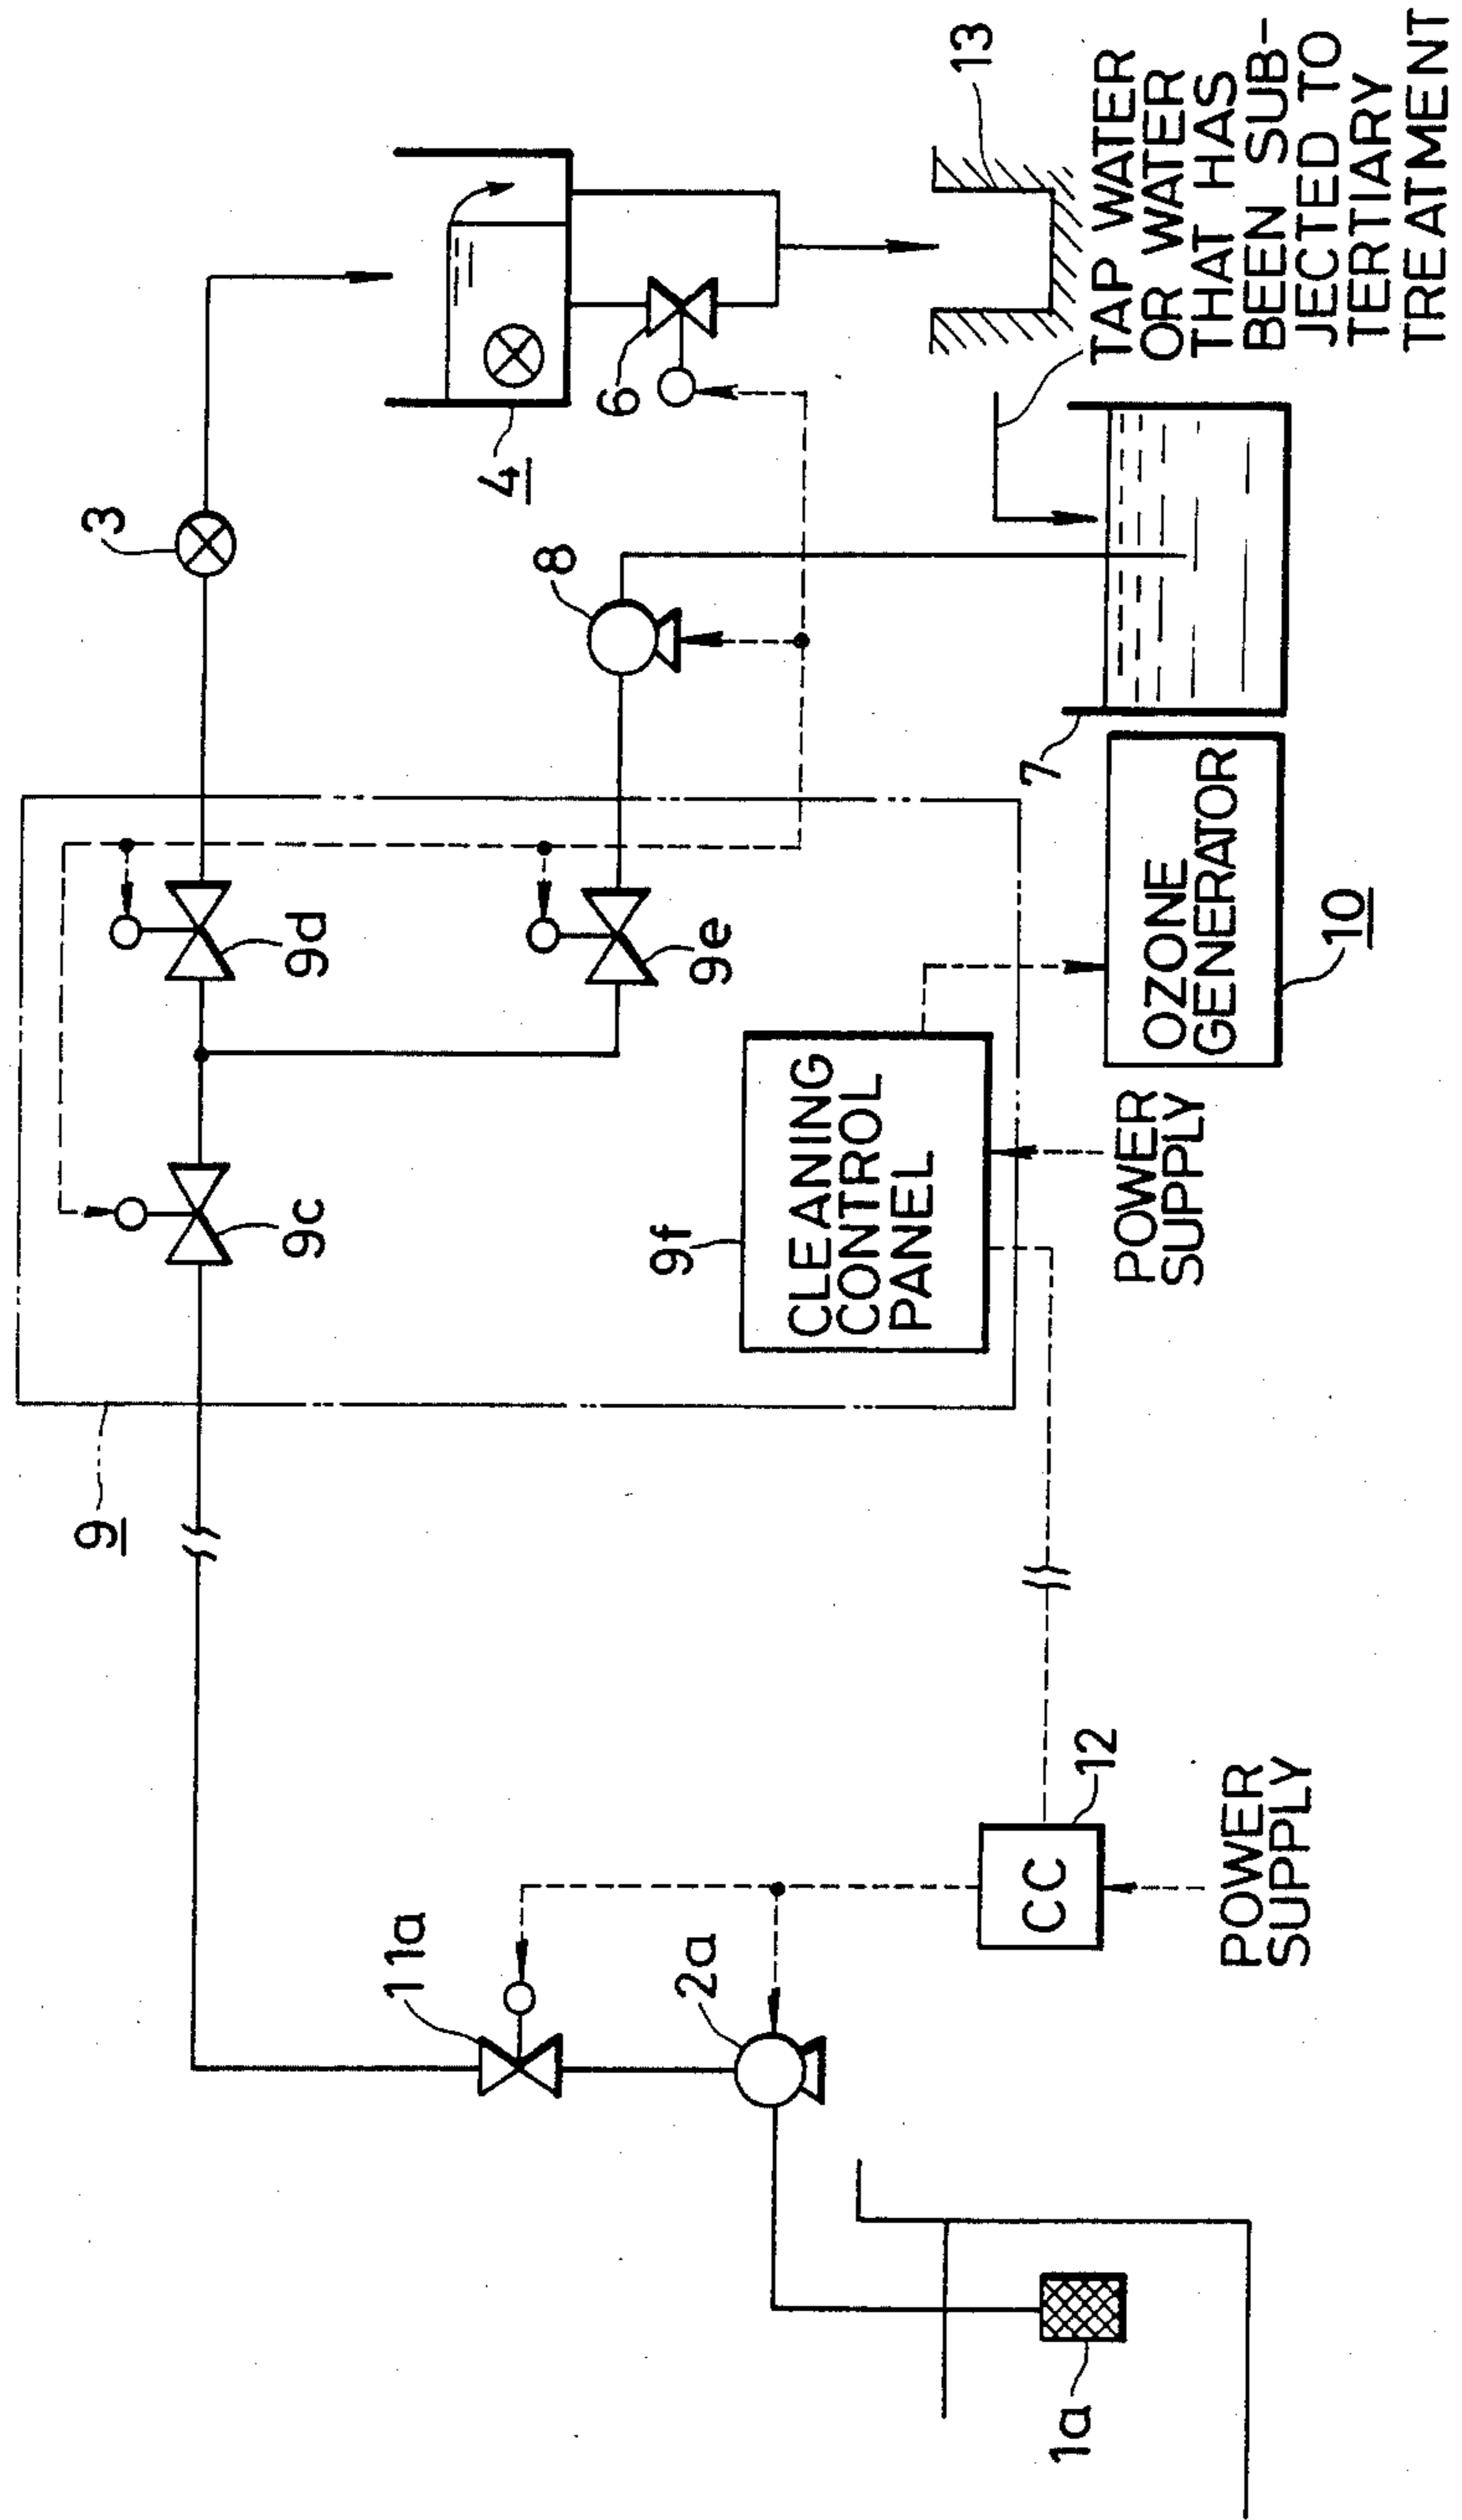 3
4
6
13
8
9d
9c
9e
7
TAP WATER
OR WATER
THAT HAS
BEEN SUB-
JECTED TO
TERTIARY
TREATMENT
9
9f
CLEANING
CONTROL
PANEL
OZONE
GENERATOR
10
POWER
SUPPLY
11a
2a
CC
12
POWER
SUPPLY
1a